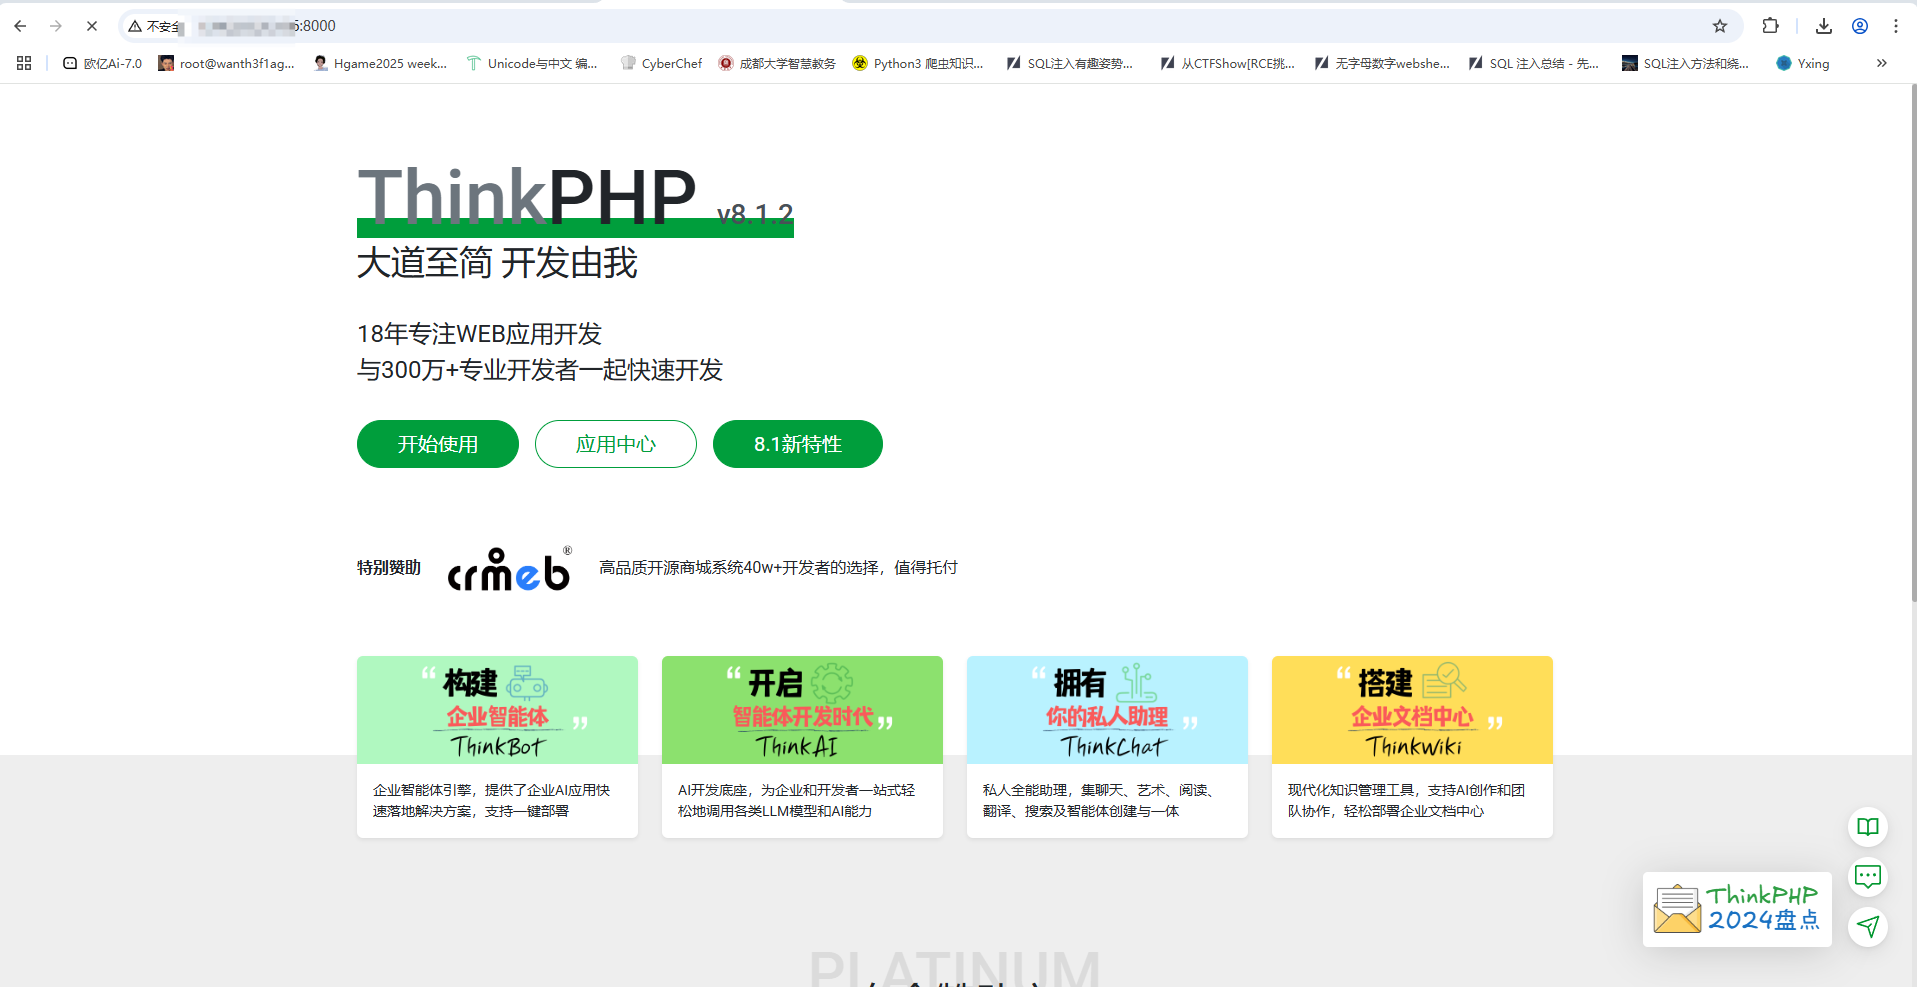 不安全
:8000
欧亿Ai-7.0
root@wanth3f1ag...
Hgame2025 week...
Unicode与中文 编...
CyberChef
成都大学智慧教务
Python3 爬虫知识...
SQL注入有趣姿势...
从CTFShow[RCE挑...
无字母数字webshe...
SQL 注入总结 - 先...
SQL注入方法和绕...
Yxing
ThinkPHP v8.1.2
大道至简 开发由我
18年专注WEB应用开发
与300万+专业开发者一起快速开发
开始使用
应用中心
8.1新特性
特别赞助
crmeb®
高品质开源商城系统40w+开发者的选择，值得托付
“构建
企业智能体”
ThinkBot
企业智能体引擎，提供了企业AI应用快
速落地解决方案，支持一键部署
“开启
智能体开发时代”
ThinkAI
AI开发底座，为企业和开发者一站式轻
松地调用各类LLM模型和AI能力
“拥有
你的私人助理”
ThinkChat
私人全能助理，集聊天、艺术、阅读、
翻译、搜索及智能体创建与一体
“搭建
企业文档中心”
ThinkWiki
现代化知识管理工具，支持AI创作和团
队协作，轻松部署企业文档中心
ThinkPHP
2024盘点
PLATINUM